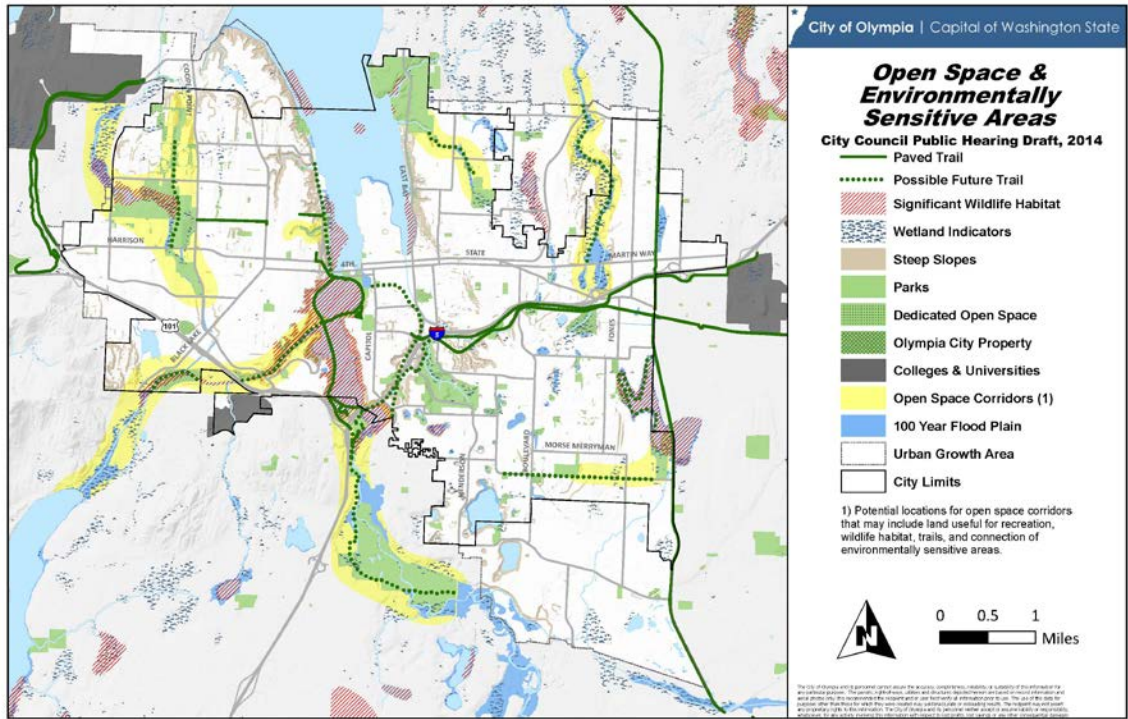 City of Olympia | Capital of Washington State
Open Space &
Environmentally
Sensitive Areas
City Council Public Hearing Draft, 2014
Paved Trail
Possible Future Trail
Significant Wildlife Habitat
Wetland Indicators
Steep Slopes
Parks
Dedicated Open Space
Olympia City Property
Colleges & Universities
Open Space Corridors (1)
100 Year Flood Plain
Urban Growth Area
City Limits
1) Potential locations for open space corridors
that may include land useful for recreation,
wildlife habitat, trails, and connection of
environmentally sensitive areas.
N
0 0.5 1
Miles
COOPER POINT
EAST BAY
HARRISON
4TH
STATE
MARTIN WAY
101
BLACK LAKE
CAPITOL
5
FONES
BOULEVARD
MORSE MERRYMAN
HENDERSON